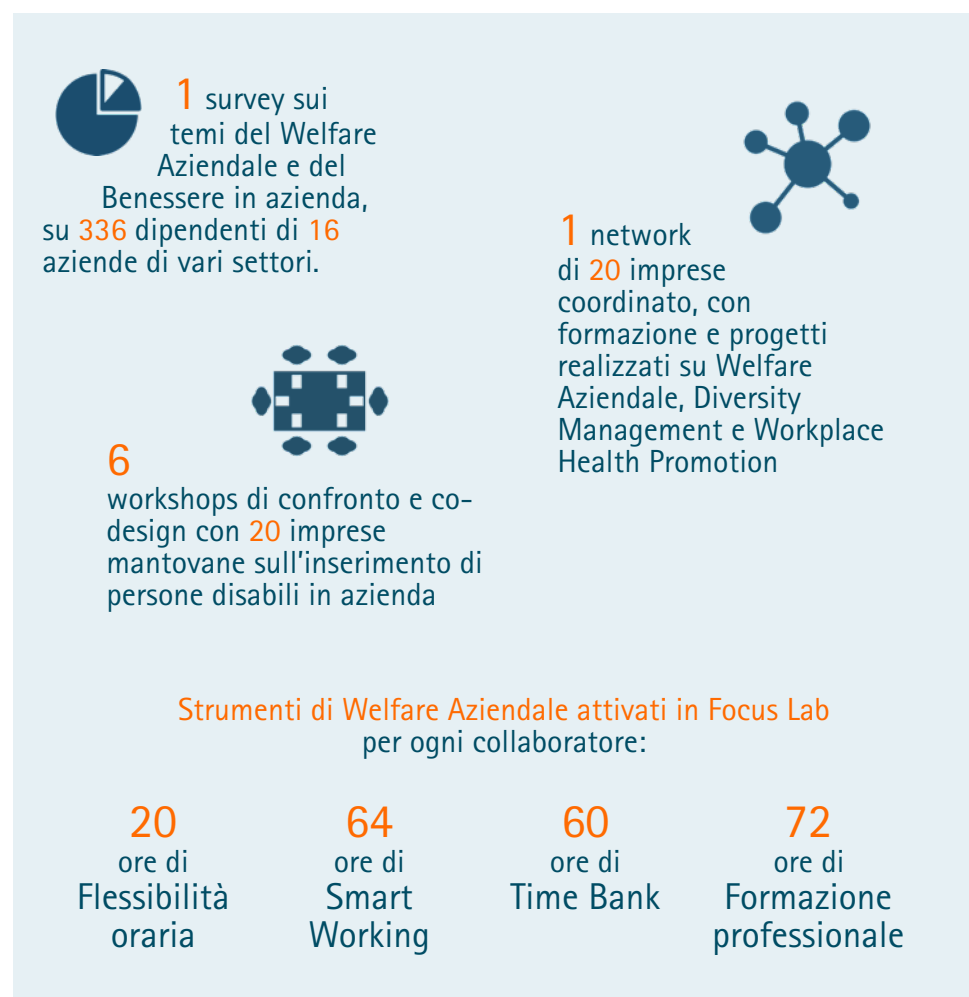 1 survey sui
temi del Welfare
Aziendale e del
Benessere in azienda,
su 336 dipendenti di 16
aziende di vari settori.
1 network
di 20 imprese
coordinato, con
formazione e progetti
realizzati su Welfare
Aziendale, Diversity
Management e Workplace
Health Promotion
6
workshops di confronto e co-
design con 20 imprese
mantovane sull'inserimento di
persone disabili in azienda
Strumenti di Welfare Aziendale attivati in Focus Lab
per ogni collaboratore:
20
ore di
Flessibilità
oraria
64
ore di
Smart
Working
60
ore di
Time Bank
72
ore di
Formazione
professionale